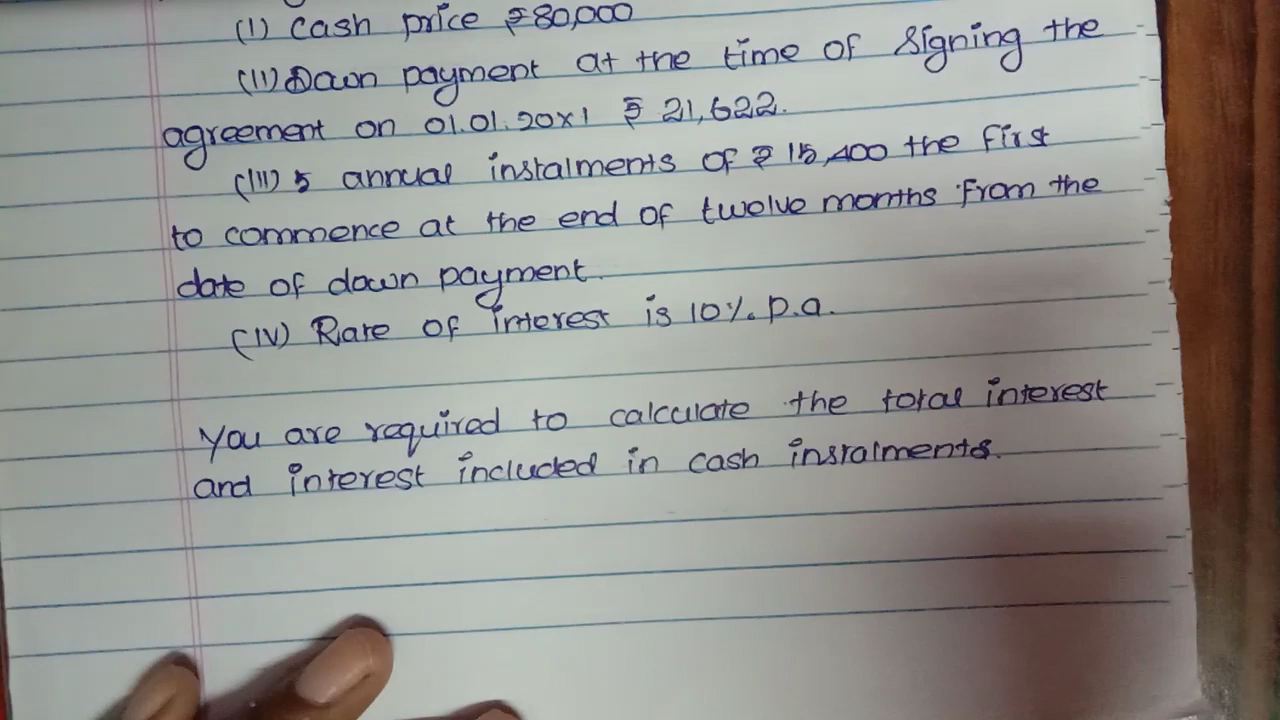 (I) Cash price ₹80,000
(II) Down payment at the time of signing the
agreement on 01.01.20x1 ₹ 21,622.
(III) 5 annual instalments of ₹ 15,400 the first
to commence at the end of twelve months from the
date of down payment.
(IV) Rate of interest is 10% p.a.
You are required to calculate the total interest
and interest included in cash instalments.